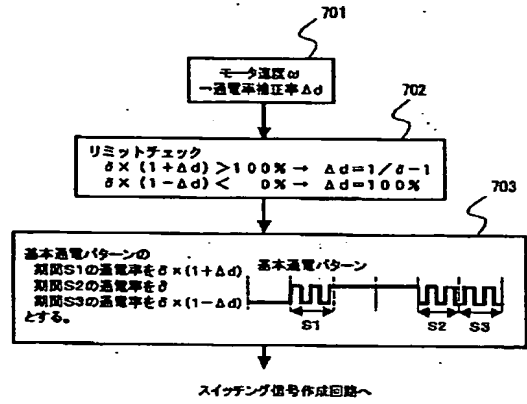 701
モータ速度ω
→通電率補正率Δd
702
リミットチェック
δ×(1+Δd)>100%→ Δd=1/δ-1
δ×(1-Δd)< 0%→ Δd=100%
703
基本通電パターンの
期間S1の通電率をδ×(1+Δd)
期間S2の通電率をδ
期間S3の通電率をδ×(1-Δd)
とする。
基本通電パターン
S1
S2
S3
スイッチング信号作成回路へ